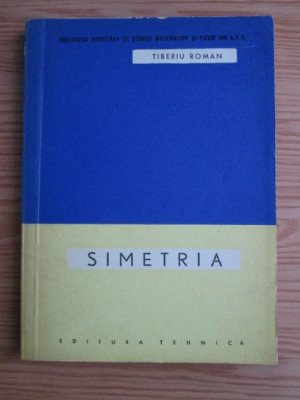 BIBLIOTECA SOCIETĂȚII DE ȘTIINȚE MATEMATICE ȘI FIZICE DIN R.P.R.
TIBERIU ROMAN
SIMETRIA
EDITURA TEHNICĂ